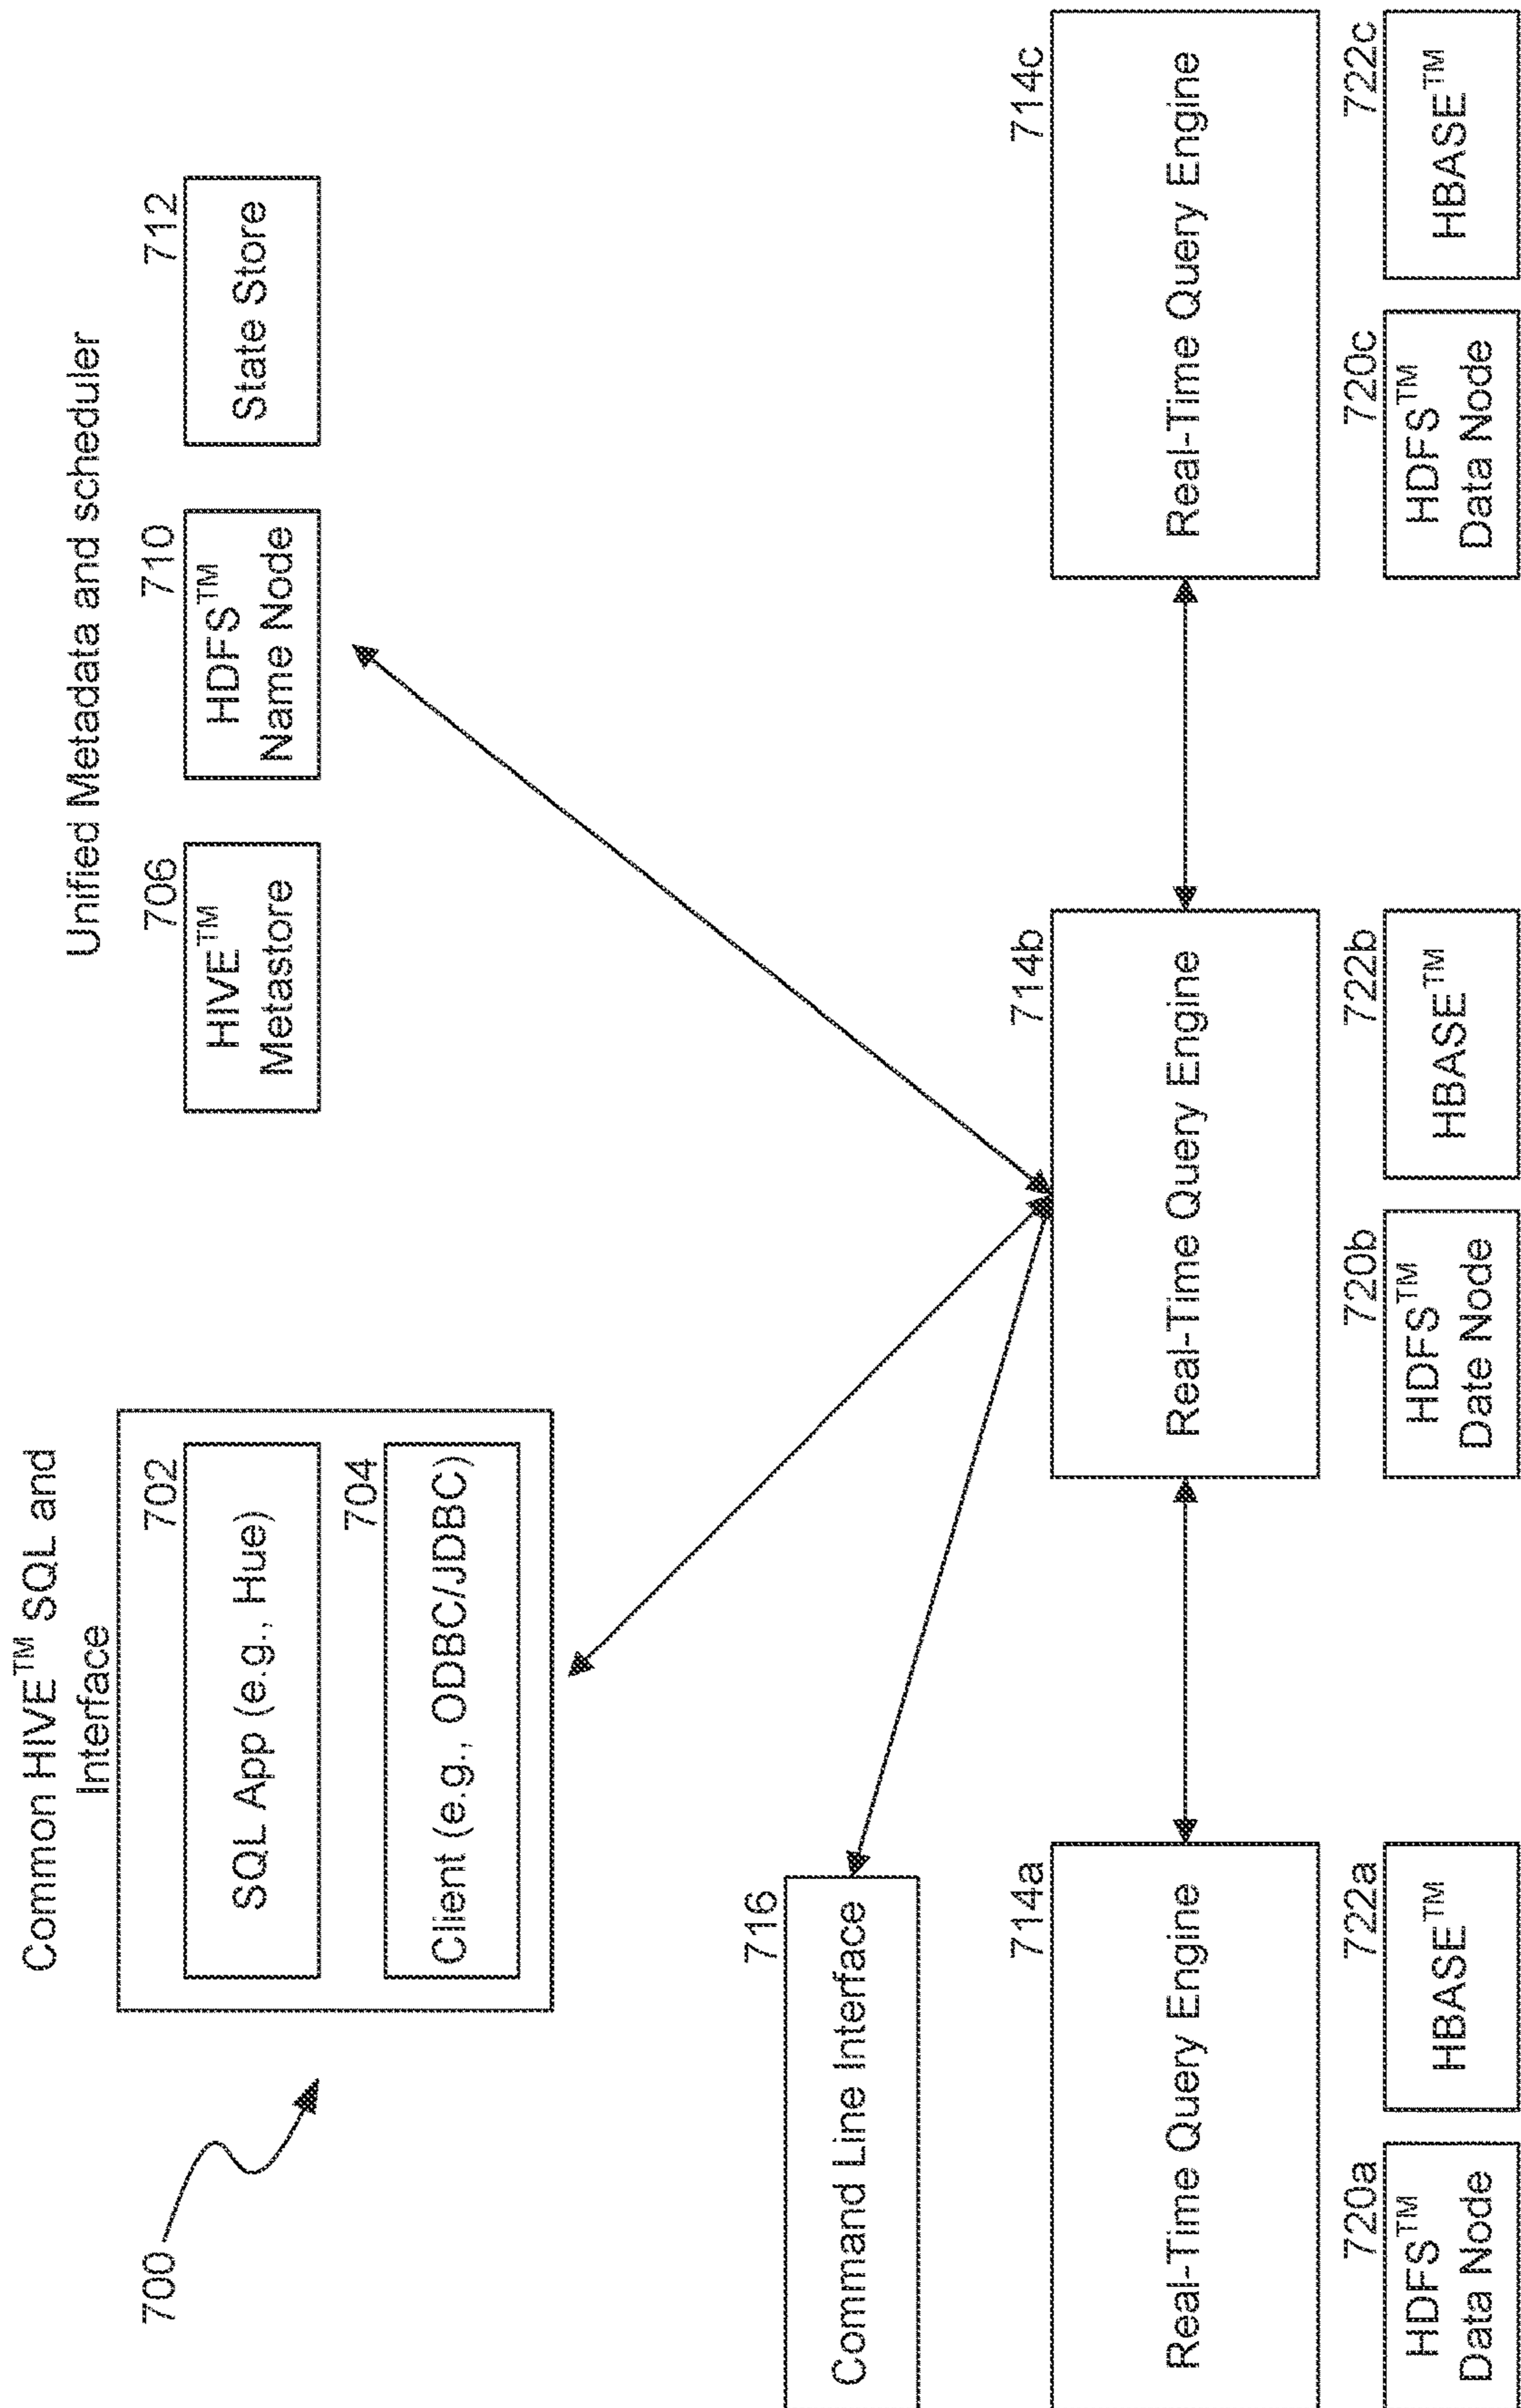 700
Common HIVE™ SQL and
Interface
702
SQL App (e.g., Hue)
704
Client (e.g., ODBC/JDBC)
Unified Metadata and scheduler
706
HIVE™
Metastore
710
HDFS™
Name Node
712
State Store
716
Command Line Interface
714a
Real-Time Query Engine
714b
Real-Time Query Engine
714c
Real-Time Query Engine
720a
HDFS™
Data Node
722a
HBASE™
720b
HDFS™
Date Node
722b
HBASE™
720c
HDFS™
Data Node
722c
HBASE™